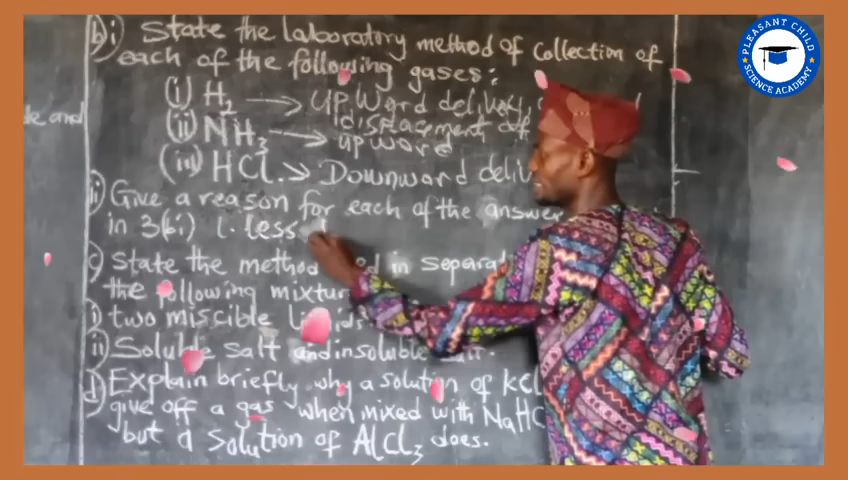 b)i) State the laboratory method of collection of
each of the following gases:
(i) H2 → Upward delivery,
displacement of
(ii) NH3 → upward
(iii) HCl → Downward deliv
ii) Give a reason for each of the answer
in 3(bi) i. less
c) State the method in separat
the following mixtur
i) two miscible liquids
ii) Soluble salt and insoluble salt.
d) Explain briefly why a solution of KCl
give off a gas when mixed with NaHC
but a solution of AlCl3 does.
de and
PLEASANT CHILD
SCIENCE ACADEMY